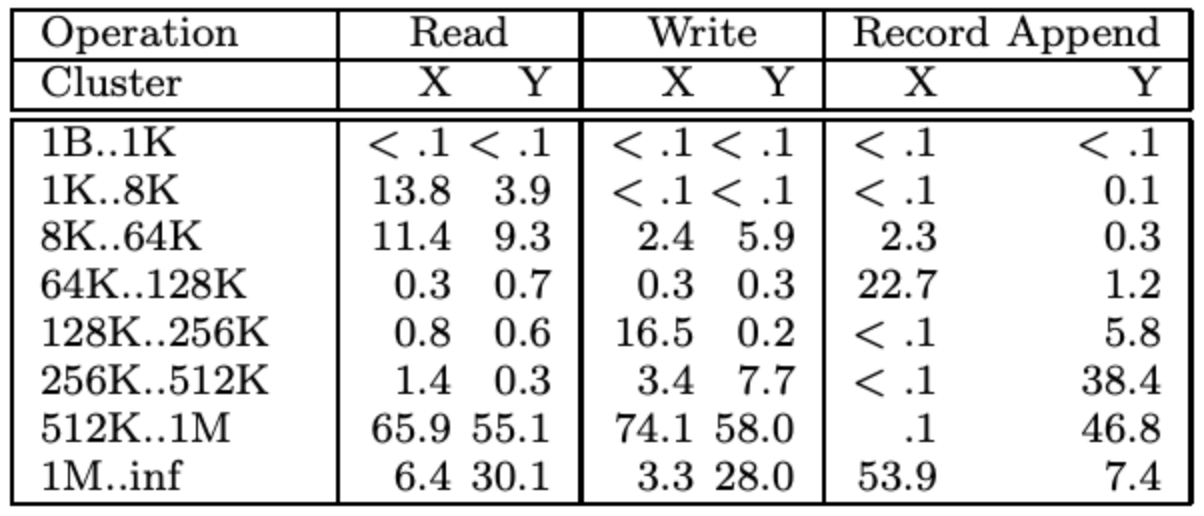 Operation Read Write Record Append
Cluster X Y X Y X Y
1B..1K < .1 < .1 < .1 < .1 < .1 < .1
1K..8K 13.8 3.9 < .1 < .1 < .1 0.1
8K..64K 11.4 9.3 2.4 5.9 2.3 0.3
64K..128K 0.3 0.7 0.3 0.3 22.7 1.2
128K..256K 0.8 0.6 16.5 0.2 < .1 5.8
256K..512K 1.4 0.3 3.4 7.7 < .1 38.4
512K..1M 65.9 55.1 74.1 58.0 .1 46.8
1M..inf 6.4 30.1 3.3 28.0 53.9 7.4